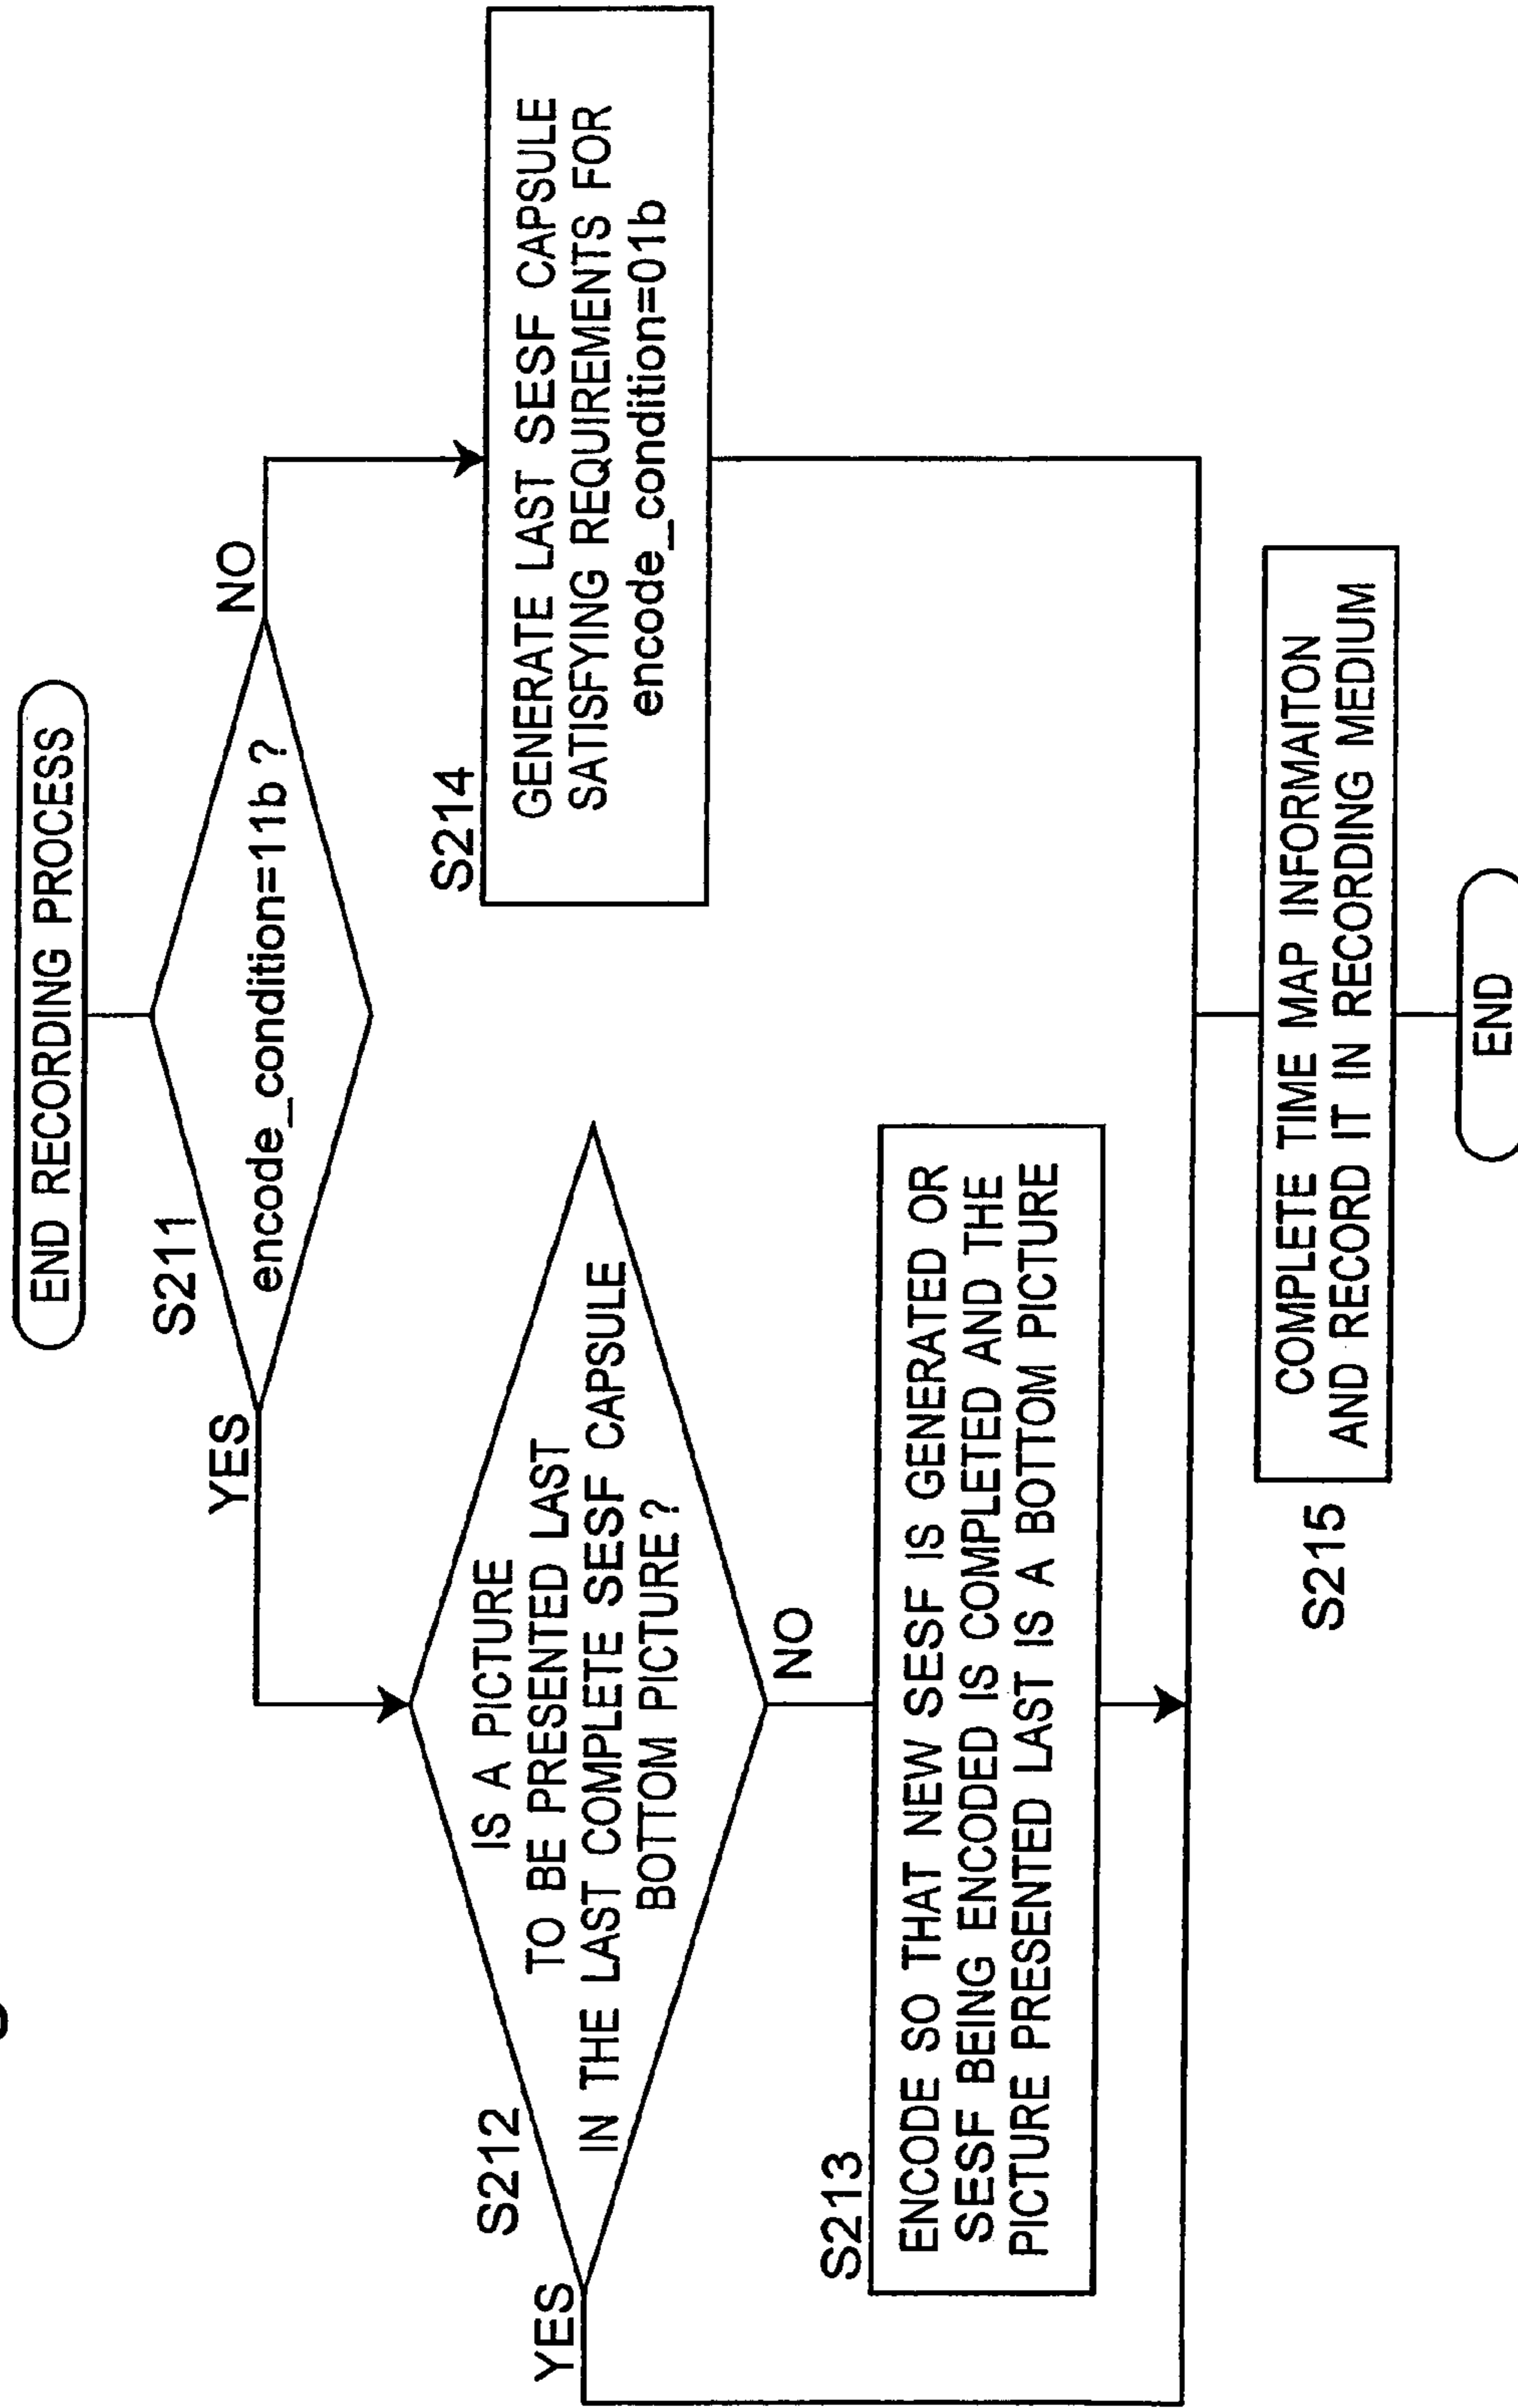 END RECORDING PROCESS
S211
encode_condition=11b ?
YES
NO
S212
IS A PICTURE
TO BE PRESENTED LAST
IN THE LAST COMPLETE SESF CAPSULE
BOTTOM PICTURE ?
YES
NO
S214
GENERATE LAST SESF CAPSULE
SATISFYING REQUIREMENTS FOR
encode_condition=01b
S213
ENCODE SO THAT NEW SESF IS GENERATED OR
SESF BEING ENCODED IS COMPLETED AND THE
PICTURE PRESENTED LAST IS A BOTTOM PICTURE
S215
COMPLETE TIME MAP INFORMAITON
AND RECORD IT IN RECORDING MEDIUM
END